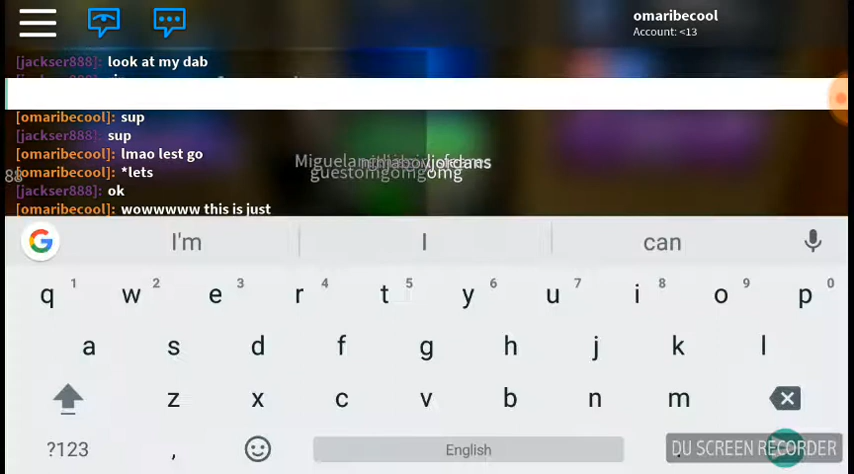 omaribecool
Account: <13
[jackser888]: look at my dab
[omaribecool]: sup
[jackser888]: sup
[omaribecool]: lmao lest go
[omaribecool]: *lets
[jackser888]: ok
[omaribecool]: wowwwww this is just
88
guestomgomgomg
I'm I can
q 1 w 2 e 3 r 4 t 5 y 6 u 7 i 8 o 9 p 0
a s d f g h j k l
z x c v b n m
?123 , English .
DU SCREEN RECORDER